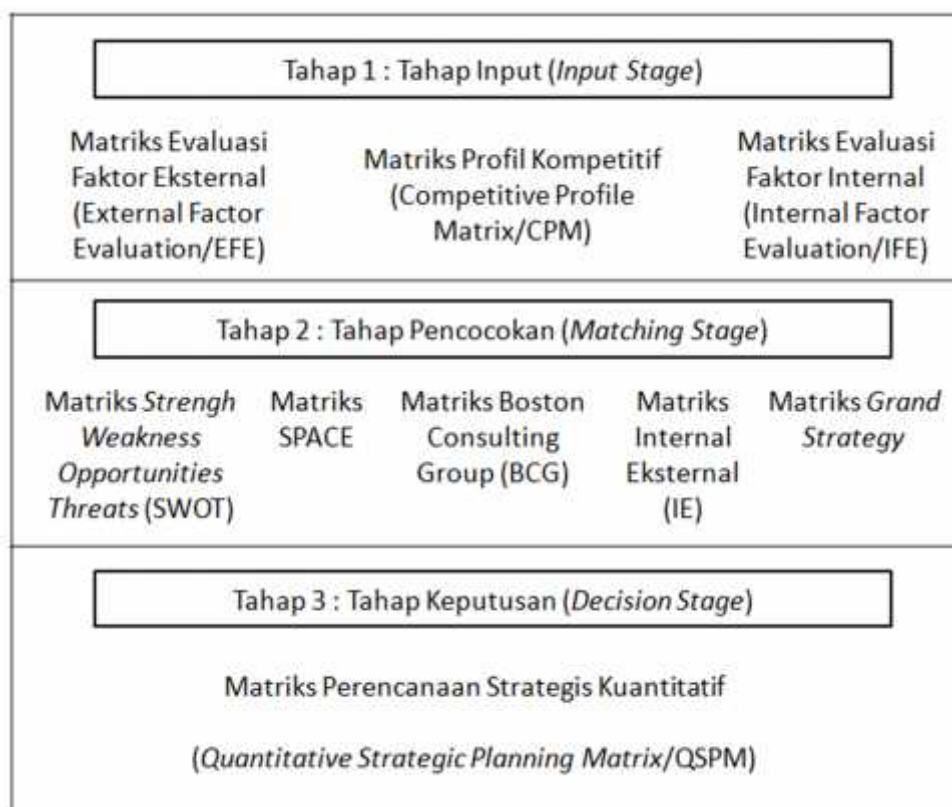 Tahap 1 : Tahap Input (Input Stage)
Matriks Evaluasi
Faktor Eksternal
(External Factor
Evaluation/EFE)
Matriks Profil Kompetitif
(Competitive Profile
Matrix/CPM)
Matriks Evaluasi
Faktor Internal
(Internal Factor
Evaluation/IFE)
Tahap 2 : Tahap Pencocokan (Matching Stage)
Matriks Strengh
Weakness
Opportunities
Threats (SWOT)
Matriks
SPACE
Matriks Boston
Consulting
Group (BCG)
Matriks
Internal
Eksternal
(IE)
Matriks Grand
Strategy
Tahap 3 : Tahap Keputusan (Decision Stage)
Matriks Perencanaan Strategis Kuantitatif
(Quantitative Strategic Planning Matrix/QSPM)